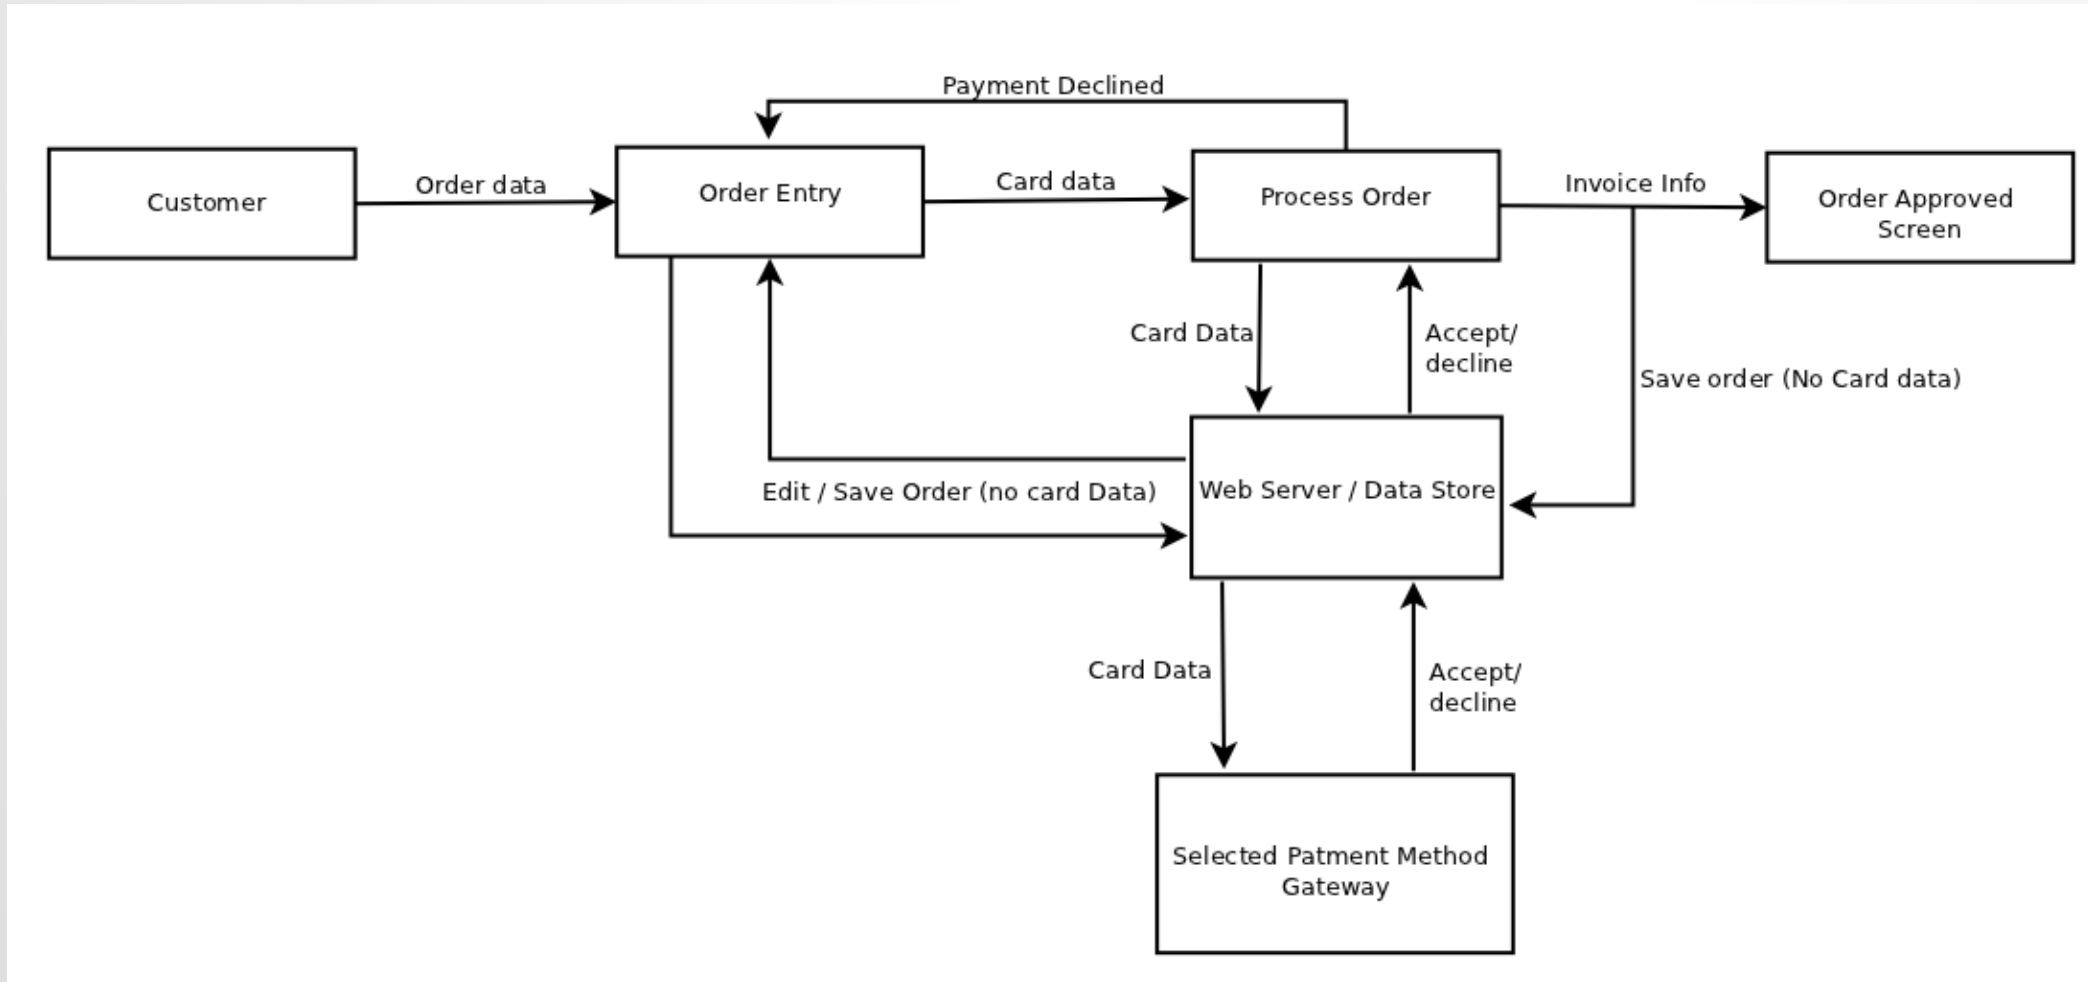 Payment Declined
Customer
Order data
Order Entry
Card data
Process Order
Invoice Info
Order Approved
Screen
Card Data
Accept/
decline
Save order (No Card data)
Edit / Save Order (no card Data)
Web Server / Data Store
Card Data
Accept/
decline
Selected Patment Method
Gateway